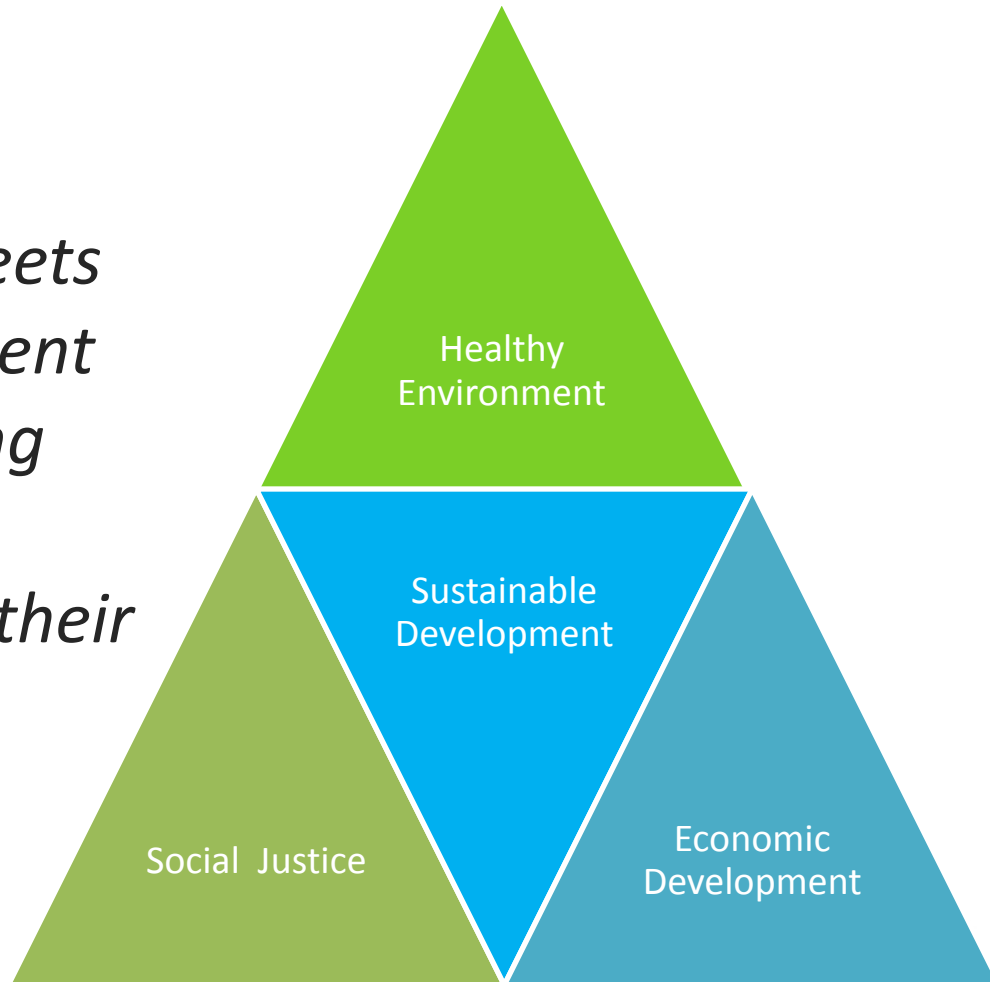 eets
ent
ng
their
Healthy
Environment
Sustainable
Development
Social Justice
Economic
Development